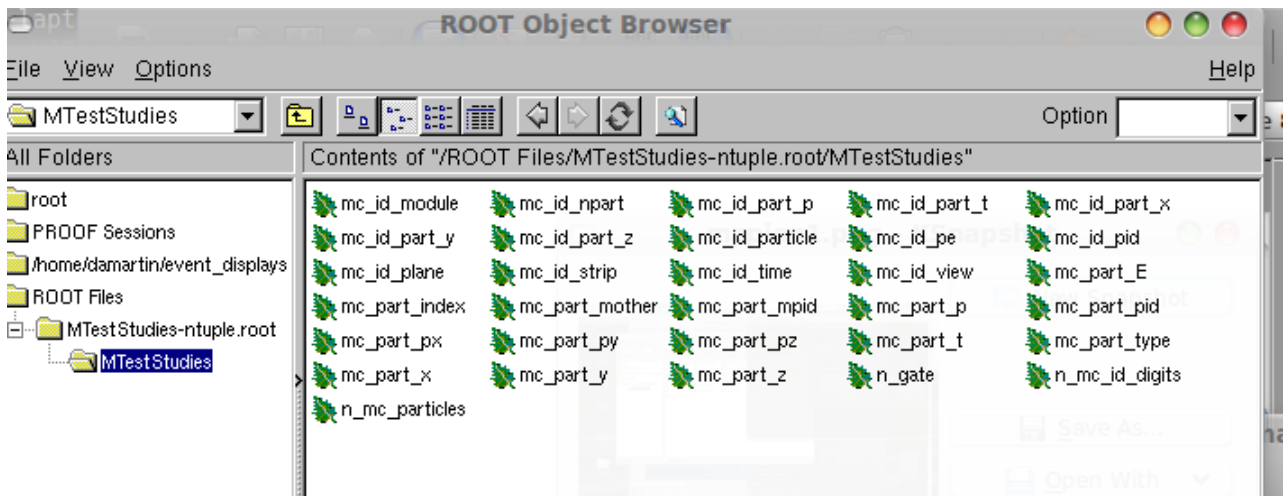 lapt
ROOT Object Browser
File View Options Help
MTestStudies Option
All Folders Contents of "/ROOT Files/MTestStudies-ntuple.root/MTestStudies"
root
PROOF Sessions
/home/damartin/event_displays
ROOT Files
MTestStudies-ntuple.root
MTestStudies
mc_id_module mc_id_npart mc_id_part_p mc_id_part_t mc_id_part_x
mc_id_part_y mc_id_part_z mc_id_particle mc_id_pe mc_id_pid
mc_id_plane mc_id_strip mc_id_time mc_id_view mc_part_E
mc_part_index mc_part_mother mc_part_mpid mc_part_p mc_part_pid
mc_part_px mc_part_py mc_part_pz mc_part_t mc_part_type
mc_part_x mc_part_y mc_part_z n_gate n_mc_id_digits
n_mc_particles
Snapshot
Save As...
Open With